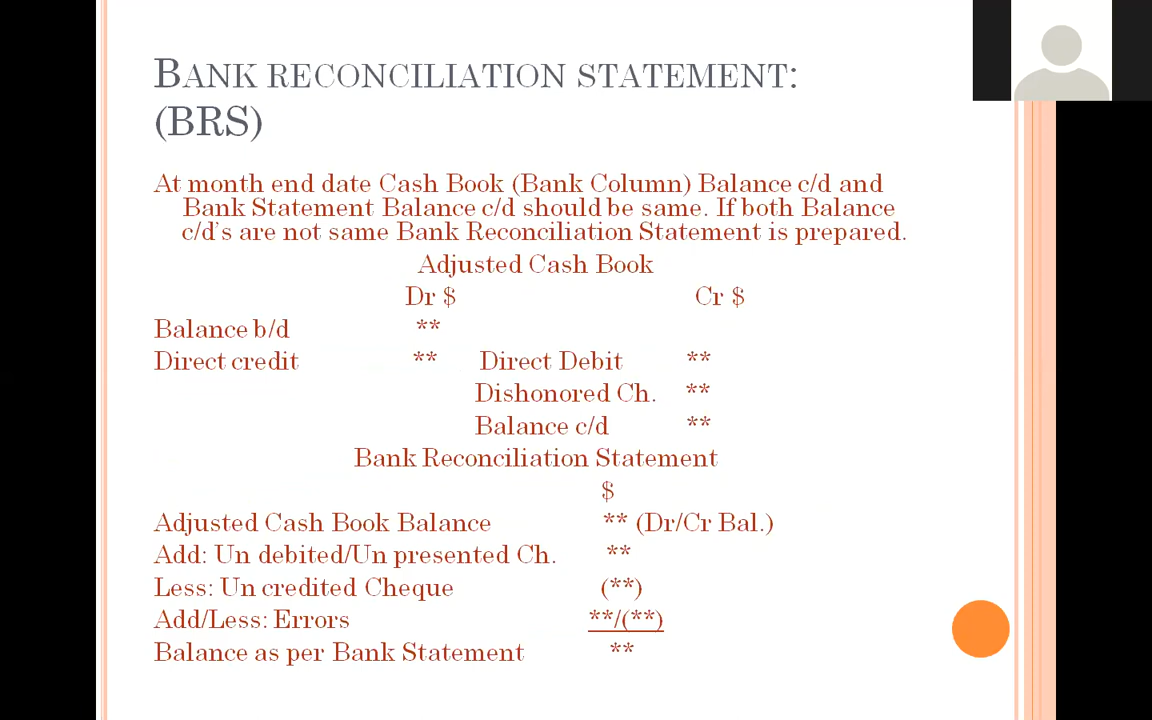 BANK RECONCILIATION STATEMENT:
(BRS)
At month end date Cash Book (Bank Column) Balance c/d and
Bank Statement Balance c/d should be same. If both Balance
c/d's are not same Bank Reconciliation Statement is prepared.
Adjusted Cash Book
Dr $ Cr $
Balance b/d **
Direct credit ** Direct Debit **
Dishonored Ch. **
Balance c/d **
Bank Reconciliation Statement
$
Adjusted Cash Book Balance ** (Dr/Cr Bal.)
Add: Un debited/Un presented Ch. **
Less: Un credited Cheque (**)
Add/Less: Errors **/(**)
Balance as per Bank Statement **